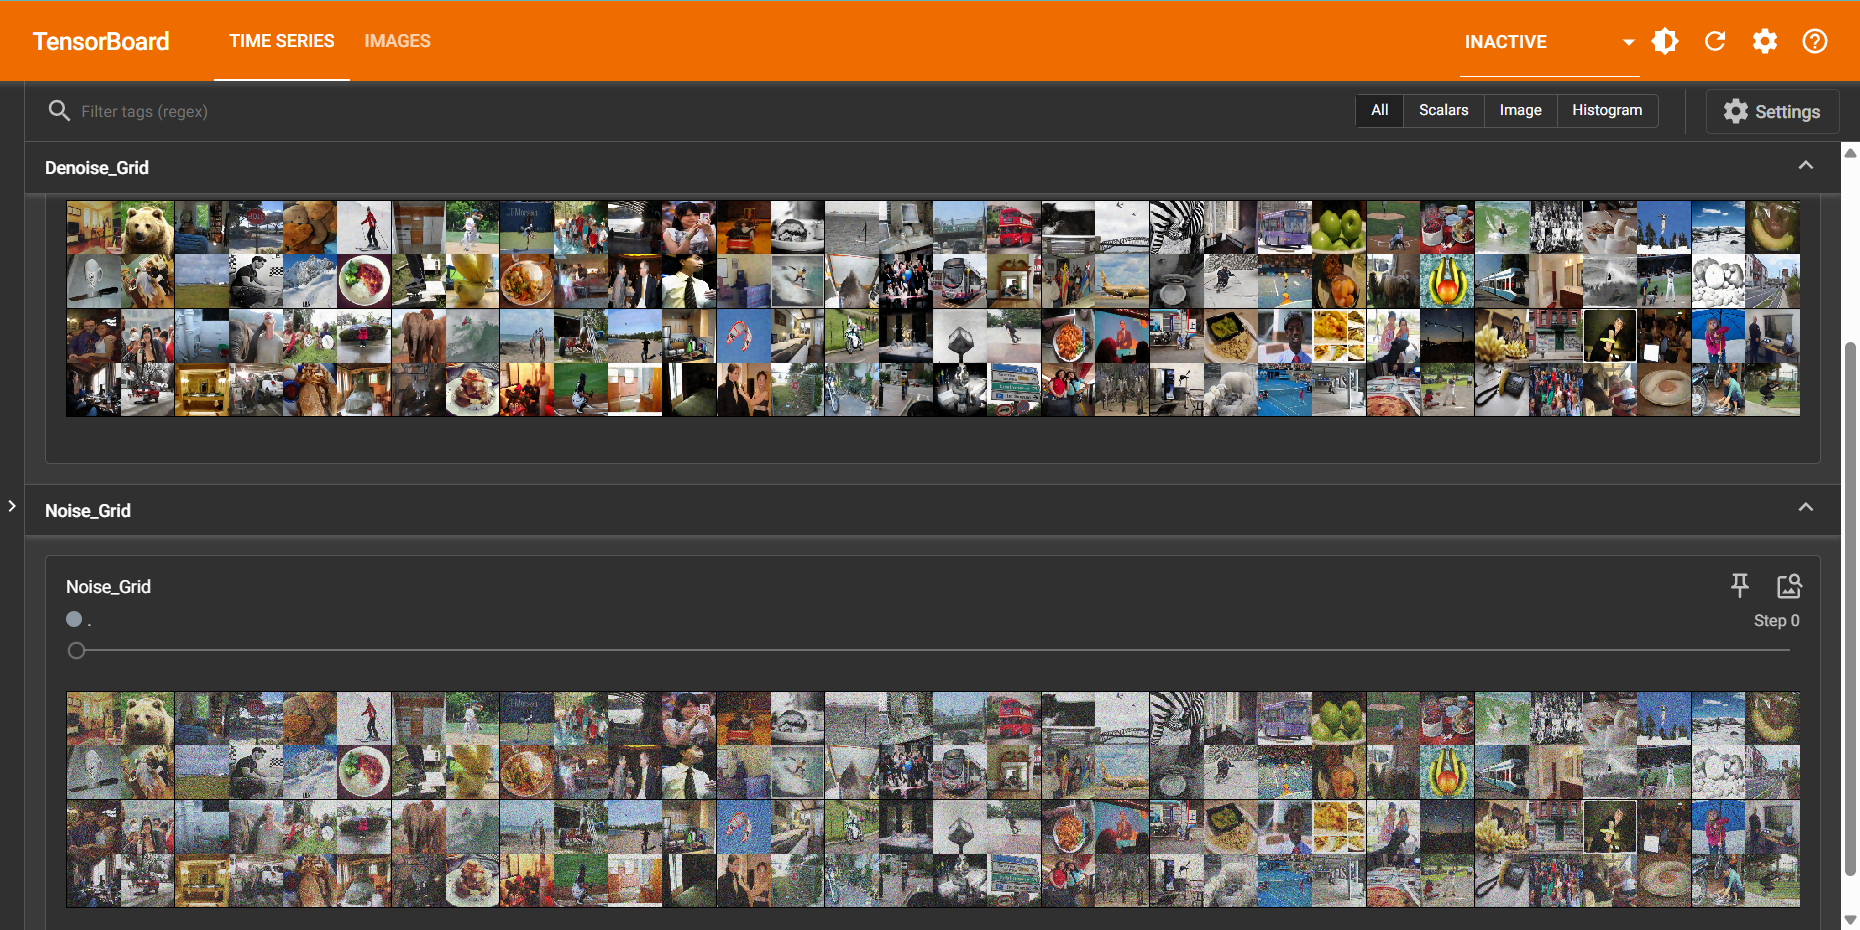 TensorBoard
TIME SERIES
IMAGES
INACTIVE
Filter tags (regex)
All
Scalars
Image
Histogram
Settings
Denoise_Grid
Noise_Grid
Noise_Grid
.
Step 0